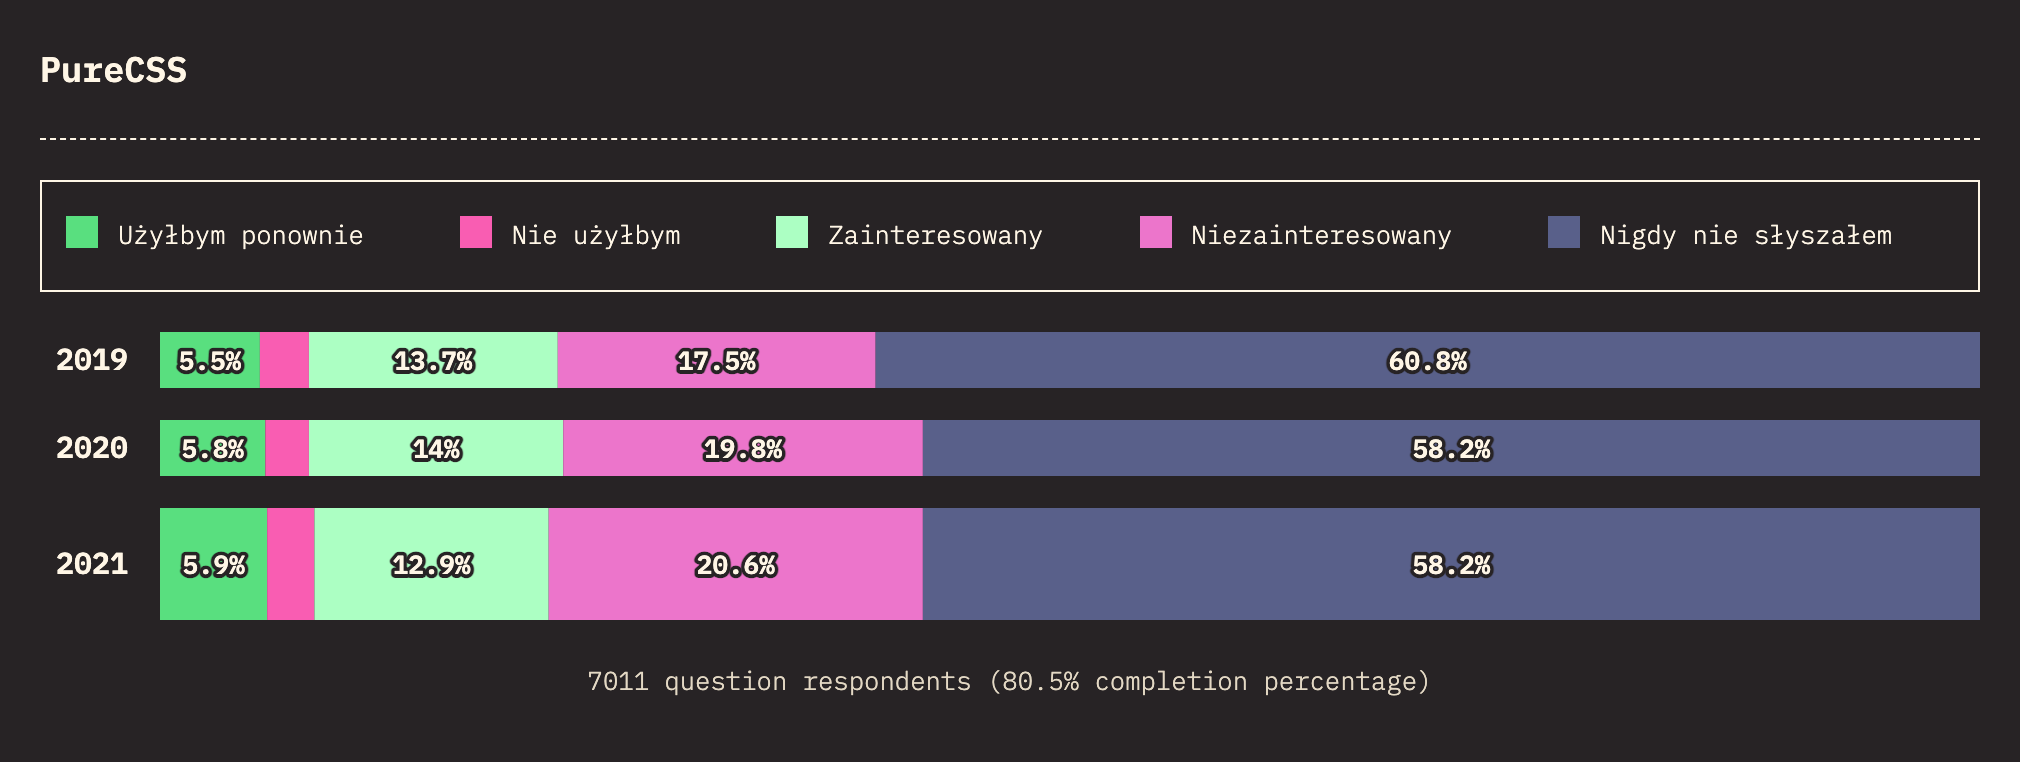 PureCSS
Użyłbym ponownie Nie użyłbym Zainteresowany Niezainteresowany Nigdy nie słyszałem
2019 5.5% 13.7% 17.5% 60.8%
2020 5.8% 14% 19.8% 58.2%
2021 5.9% 12.9% 20.6% 58.2%
7011 question respondents (80.5% completion percentage)